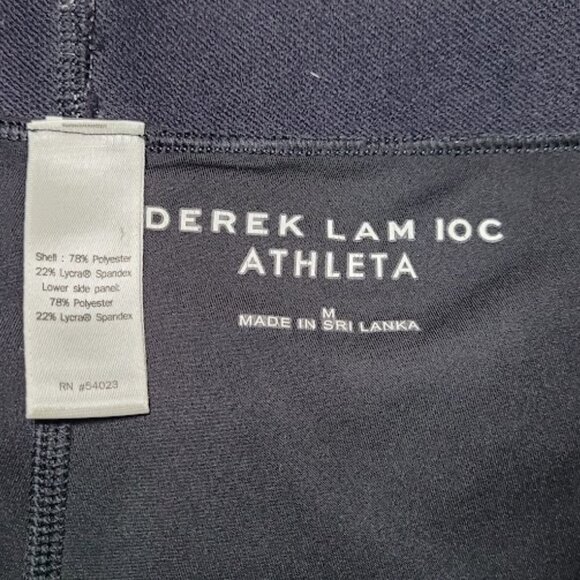 Shell : 78% Polyester
22% Lycra® Spandex
Lower side panel:
78% Polyester
22% Lycra® Spandex
RN #54023
DEREK LAM 10C
ATHLETA
M
MADE IN SRI LANKA